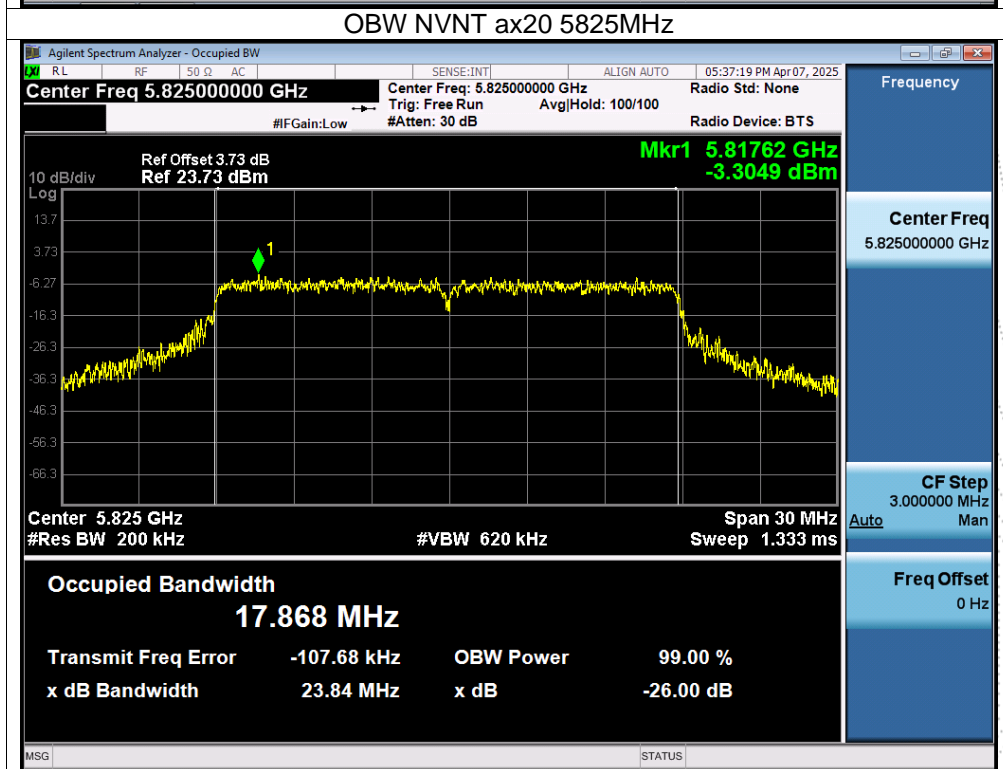 OBW NVNT ax20 5825MHz
Agilent Spectrum Analyzer - Occupied BW
LXI RL RF 50 Ω AC SENSE:INT ALIGN AUTO 05:37:19 PM Apr 07, 2025
Center Freq 5.825000000 GHz
Center Freq: 5.825000000 GHz
Radio Std: None
Trig: Free Run Avg|Hold: 100/100
#IFGain:Low
#Atten: 30 dB
Radio Device: BTS
Frequency
Mkr1 5.81762 GHz
-3.3049 dBm
Ref Offset 3.73 dB
10 dB/div Ref 23.73 dBm
Log
13.7
3.73
-6.27
-16.3
-26.3
-36.3
-46.3
-56.3
-66.3
1
Center 5.825 GHz
Span 30 MHz
#Res BW 200 kHz
#VBW 620 kHz
Sweep 1.333 ms
Center Freq
5.825000000 GHz
CF Step
3.000000 MHz
Auto Man
Freq Offset
0 Hz
Occupied Bandwidth
17.868 MHz
Transmit Freq Error -107.68 kHz OBW Power 99.00 %
x dB Bandwidth 23.84 MHz x dB -26.00 dB
MSG STATUS